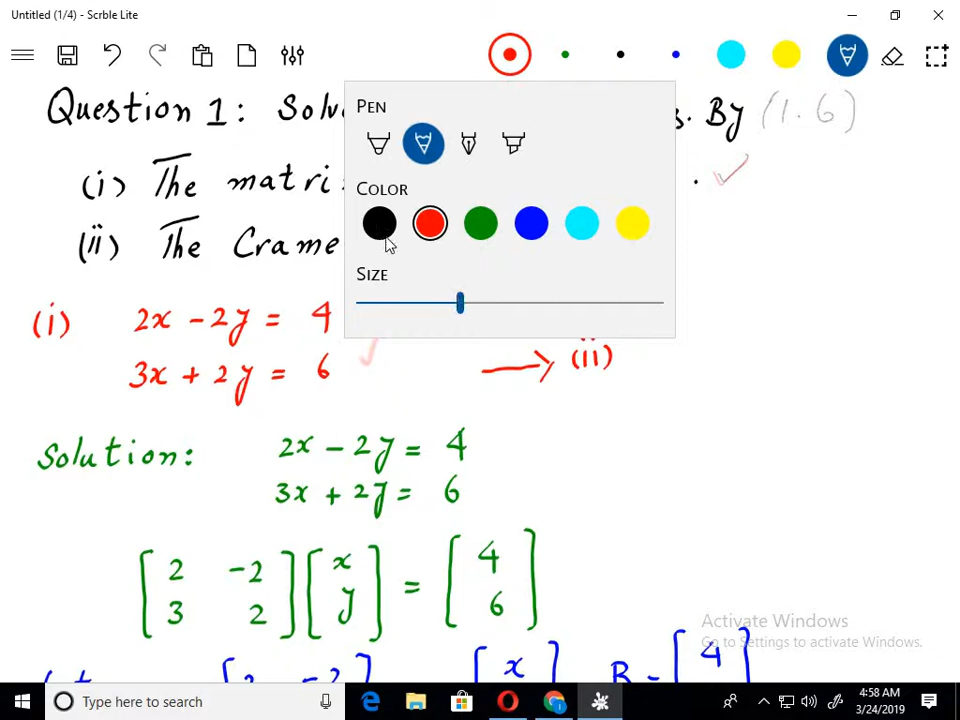 Untitled (1/4) - Scrble Lite
Question 1: Solv s. By (1.6)
PEN
(i) The matri . ✓
COLOR
(ii) The Crame
SIZE
(i) 2x - 2y = 4
3x + 2y = 6 ⟶ (ii)
Solution: 2x - 2y = 4
3x + 2y = 6
[2 -2] [x] = [4]
[3 2] [y] [6]
Activate Windows
Go to Settings to activate Windows.
2 -2 x B = 4
Type here to search
4:58 AM
3/24/2019